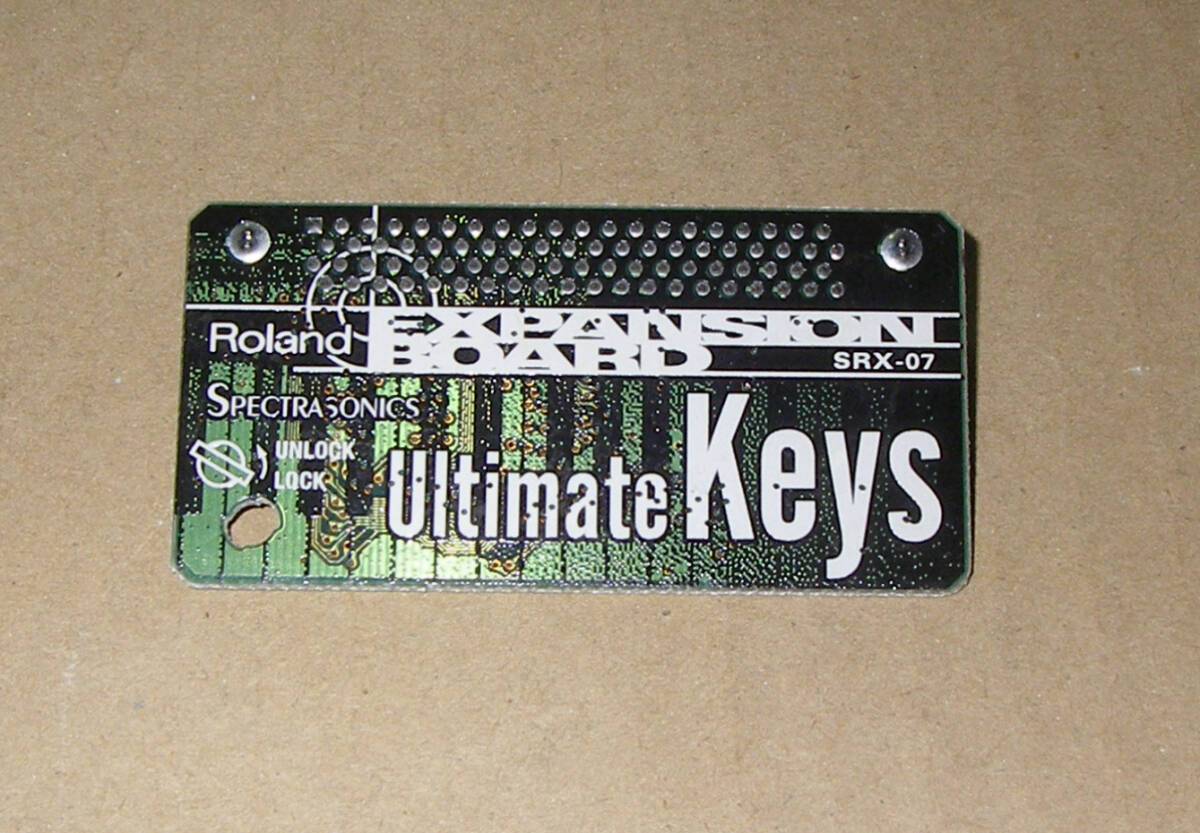 Roland EXPANSION
BOARD SRX-07
SPECTRASONICS
UNLOCK
LOCK
Ultimate Keys